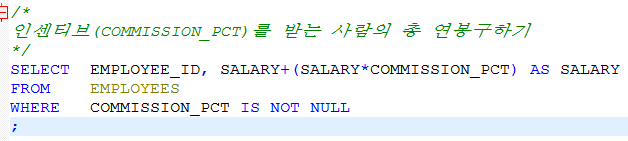 /*
인센티브(COMMISSION_PCT)를 받는 사람의 총 연봉구하기
*/
SELECT  EMPLOYEE_ID, SALARY+(SALARY*COMMISSION_PCT) AS SALARY
FROM    EMPLOYEES
WHERE   COMMISSION_PCT IS NOT NULL
;